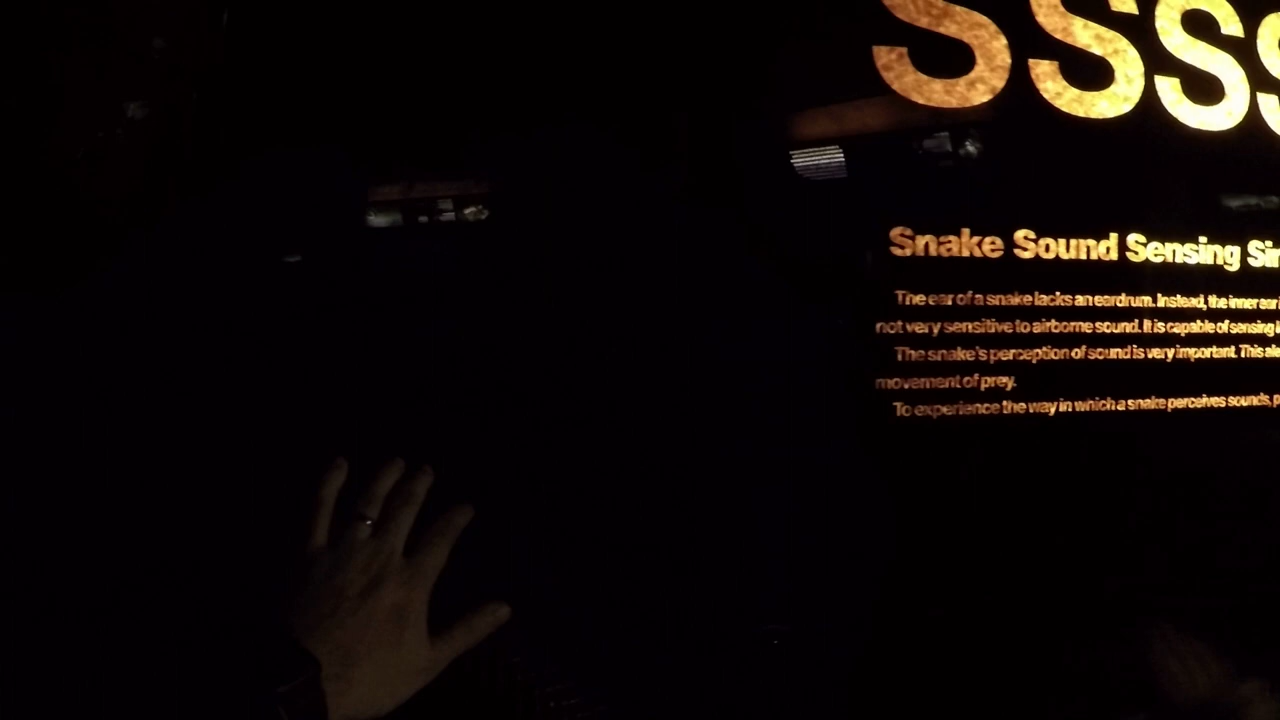 SSS
Snake Sound Sensing
The ear of a snake lacks an eardrum. Instead, the inner ear
not very sensitive to airborne sound. It is capable of sensing
The snake's perception of sound is very important. This
movement of prey.
To experience the way in which a snake perceives sounds,